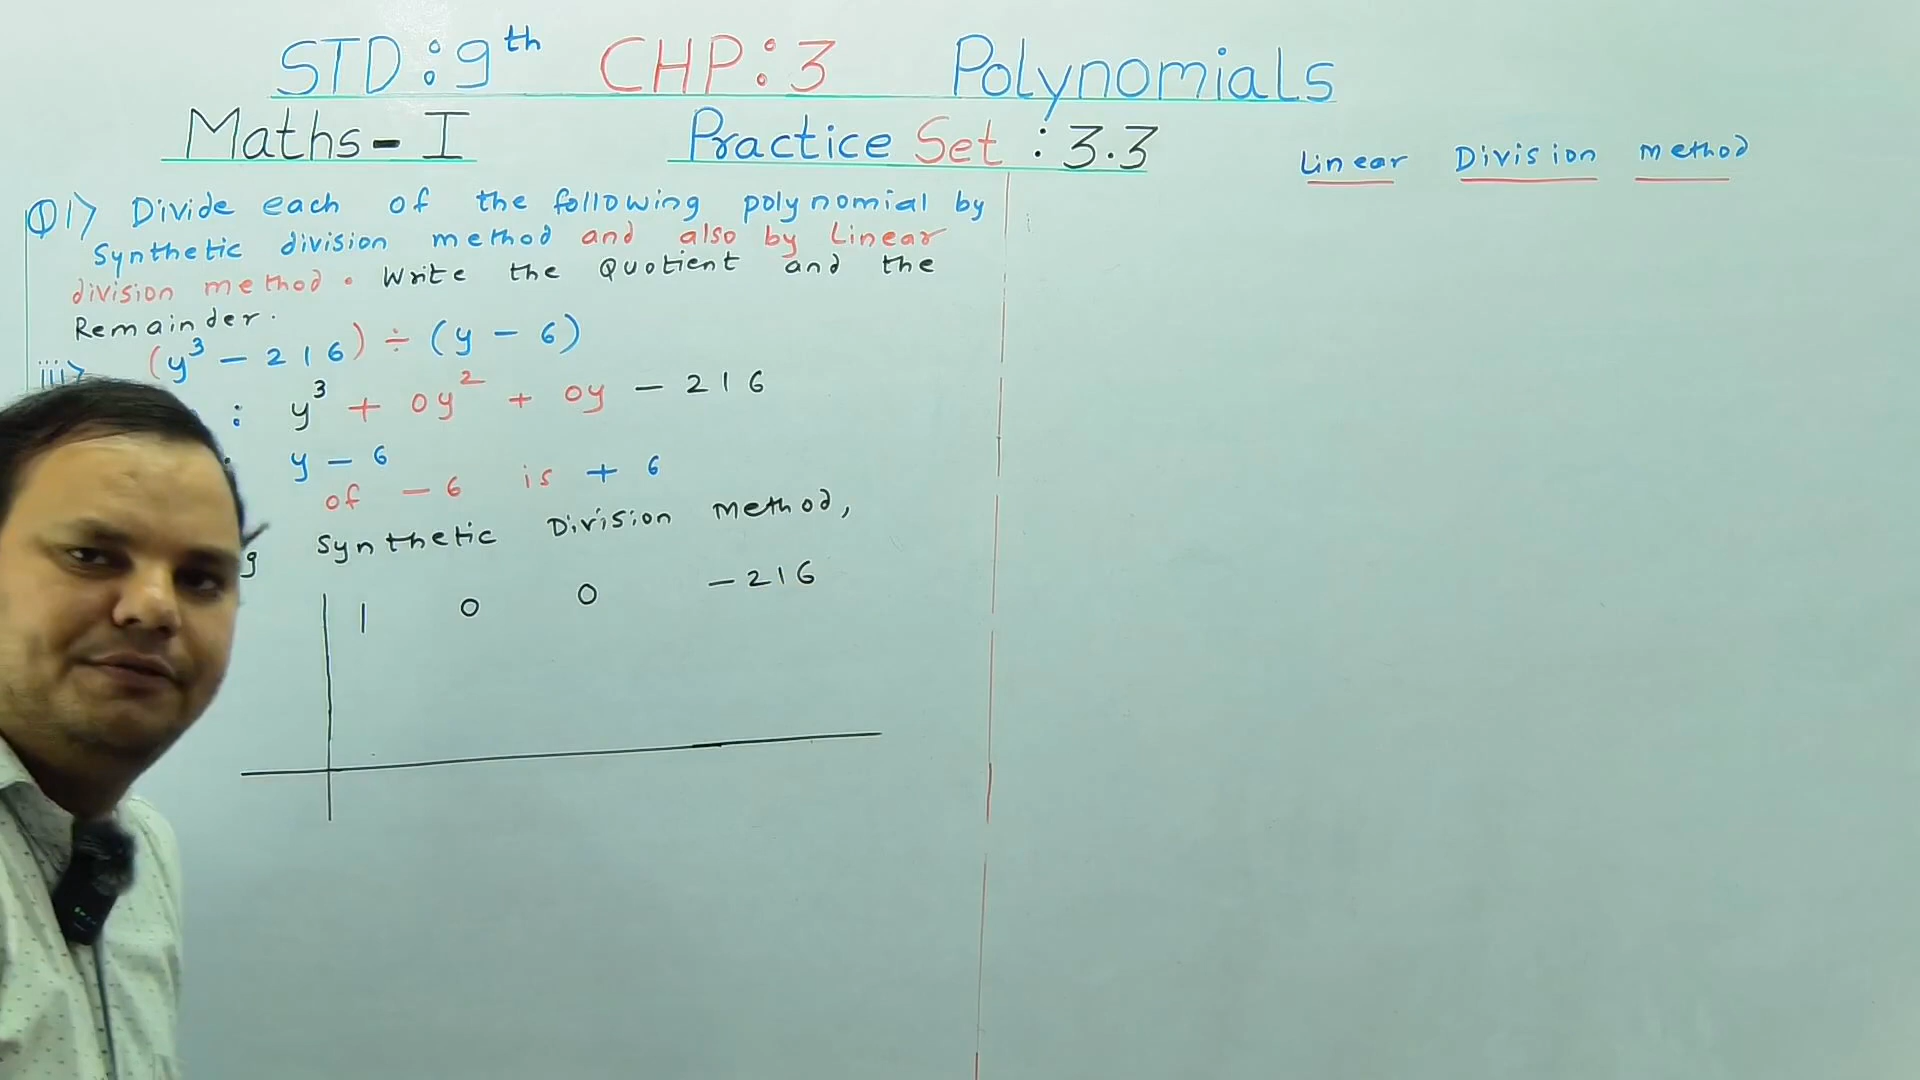 STD : 9th CHP : 3 Polynomials
Maths - I Practice Set : 3.3
Linear Division method
Q1) Divide each of the following polynomial by
synthetic division method and also by Linear
division method. Write the Quotient and the
Remainder.
iii) (y³ - 216) ÷ (y - 6)
: y³ + 0y² + 0y - 216
: y - 6
of - 6 is + 6
g synthetic Division method,
1 0 0 - 216